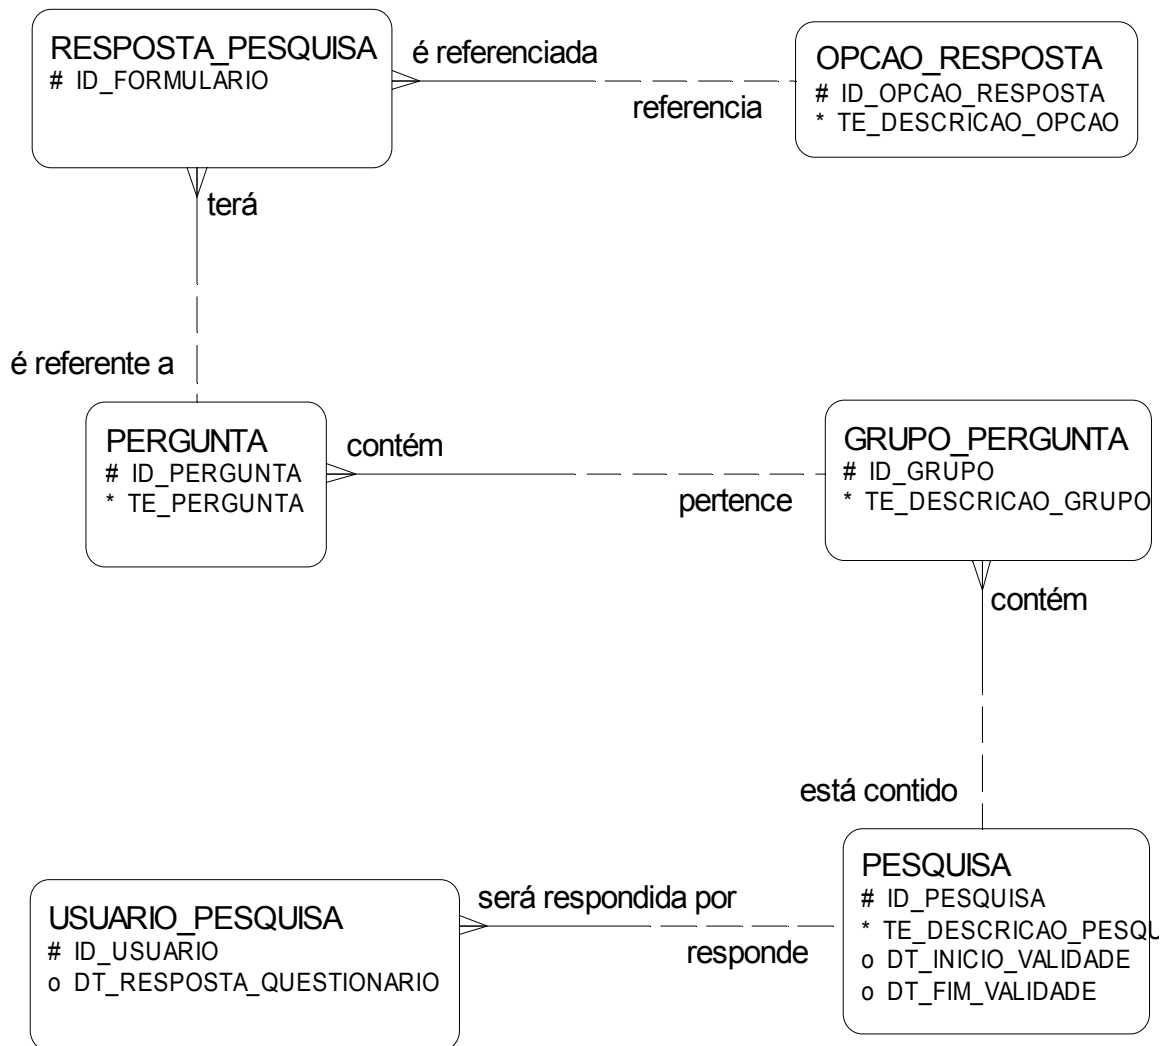 RESPOSTA_PESQUISA
# ID_FORMULARIO
é referenciada
referencia
OPCAO_RESPOSTA
# ID_OPCAO_RESPOSTA
* TE_DESCRICAO_OPCAO
terá
é referente a
PERGUNTA
# ID_PERGUNTA
* TE_PERGUNTA
contém
pertence
GRUPO_PERGUNTA
# ID_GRUPO
* TE_DESCRICAO_GRUPO
contém
está contido
PESQUISA
# ID_PESQUISA
* TE_DESCRICAO_PESQU
o DT_INICIO_VALIDADE
o DT_FIM_VALIDADE
será respondida por
responde
USUARIO_PESQUISA
# ID_USUARIO
o DT_RESPOSTA_QUESTIONARIO